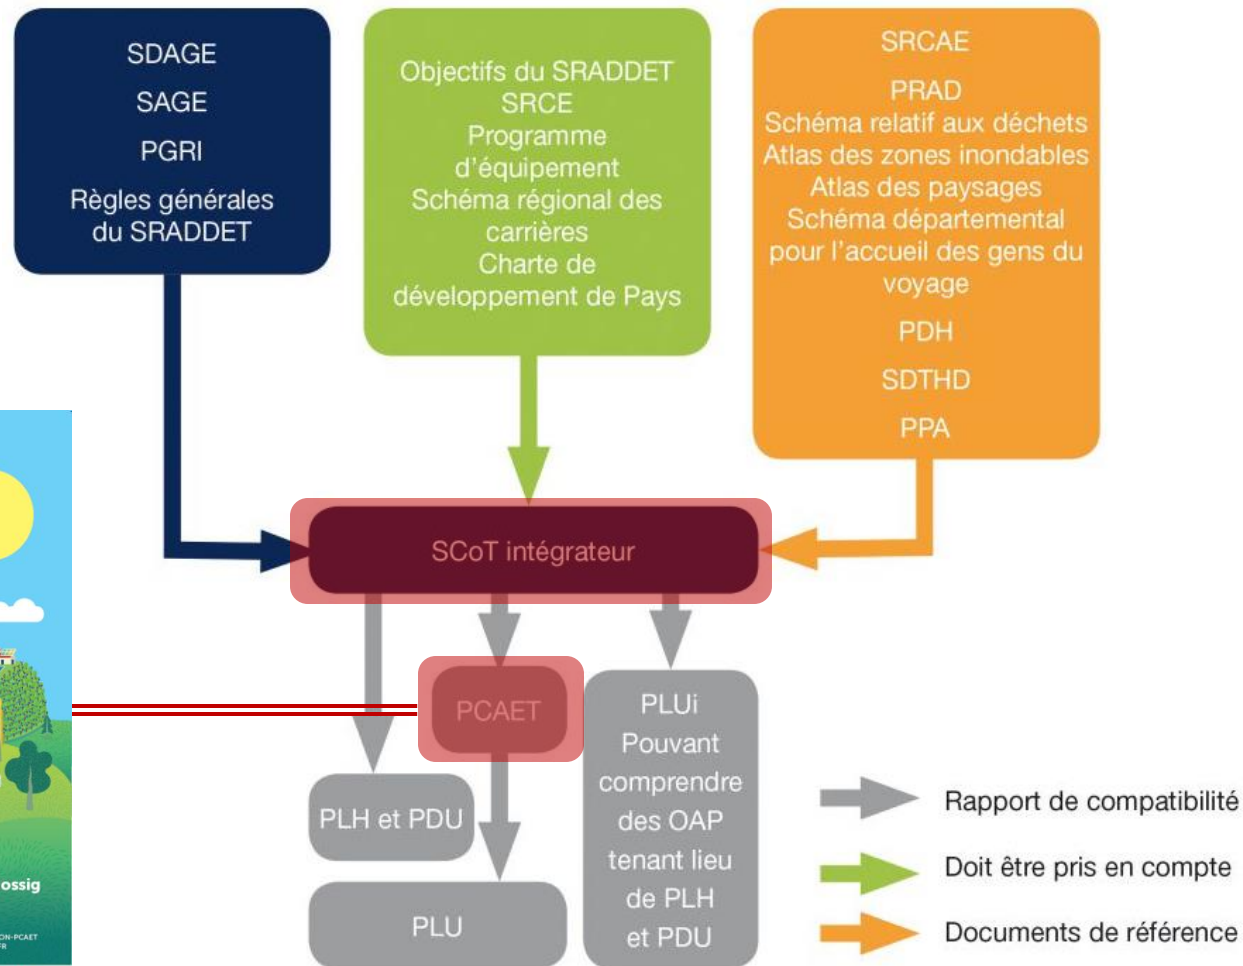 SDAGE
SAGE
PGRI
Règles générales
du SRADDET
Objectifs du SRADDET
SRCE
Programme
d'équipement
Schéma régional des
carrières
Charte de
développement de Pays
SRCAE
PRAD
Schéma relatif aux déchets
Atlas des zones inondables
Atlas des paysages
Schéma départemental
pour l'accueil des gens du
voyage
PDH
SDTHD
PPA
SCoT intégrateur
PCAET
PLUi
Pouvant
comprendre
des OAP
tenant lieu
de PLH
et PDU
PLH et PDU
PLU
Rapport de compatibilité
Doit être pris en compte
Documents de référence
ossig
ON-PCAET
FR